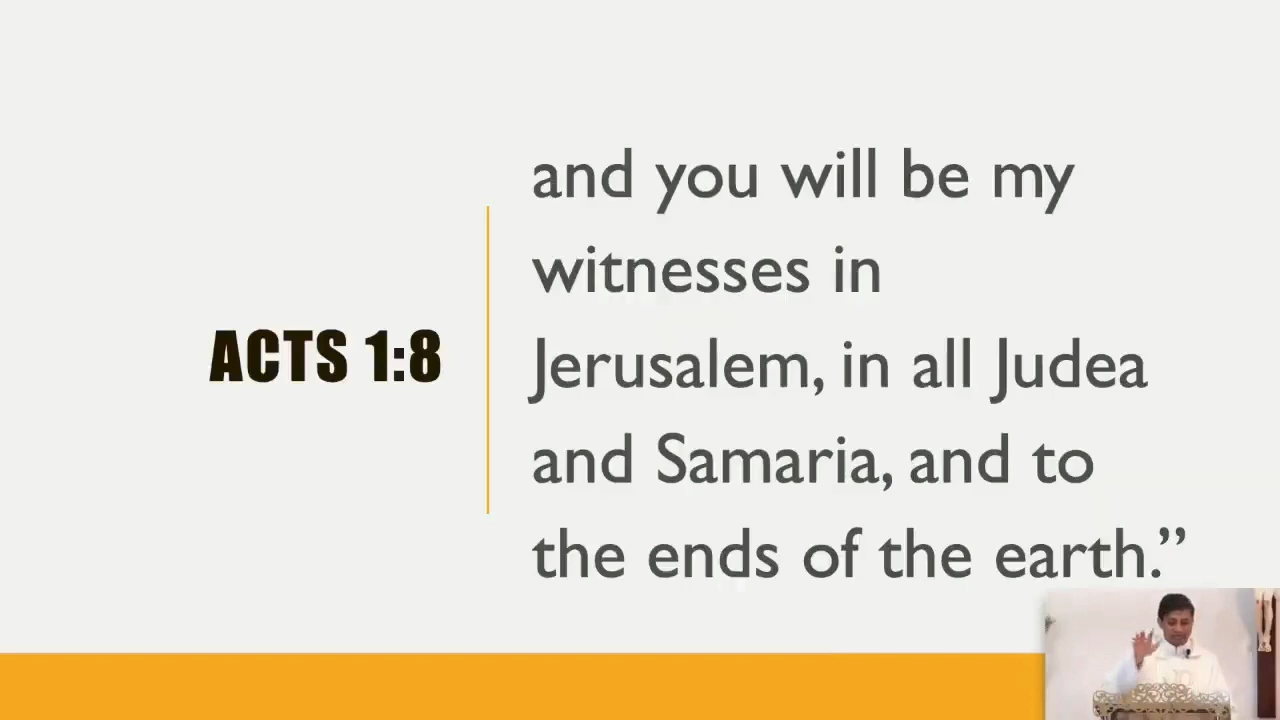 ACTS 1:8
and you will be my
witnesses in
Jerusalem, in all Judea
and Samaria, and to
the ends of the earth.”